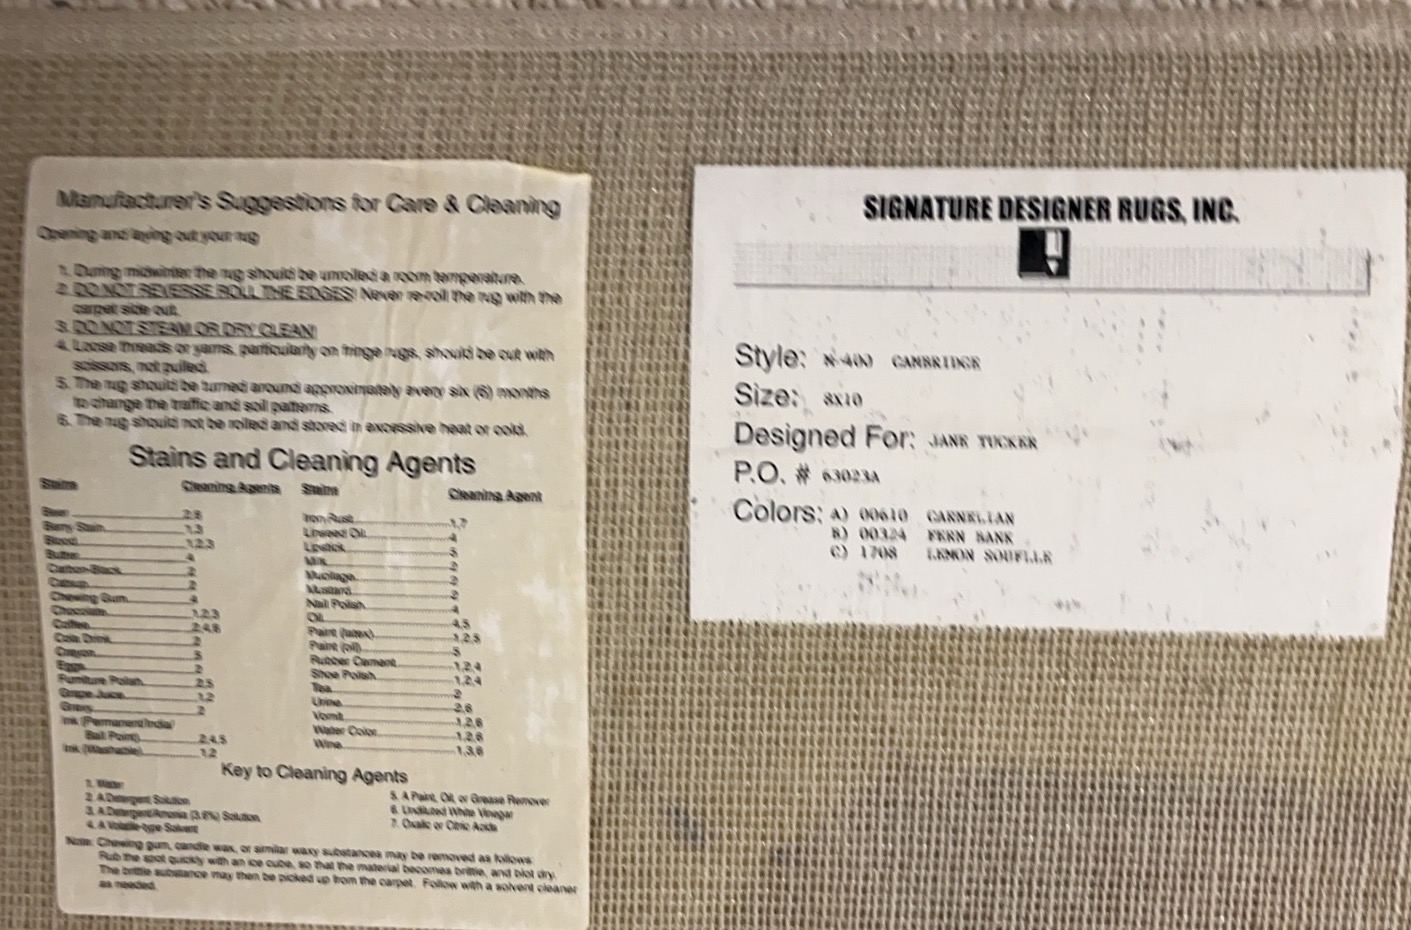 Manufacturer's Suggestions for Care & Cleaning
Opening and laying out your rug
1. During midwinter the rug should be unrolled a room temperature.
2. DO NOT REVERSE ROLL THE EDGES! Never re-roll the rug with the
carpet side out.
3. DO NOT STEAM OR DRY CLEAN!
4. Loose threads or yarns, particularly on fringe rugs, should be cut with
scissors, not pulled.
5. The rug should be turned around approximately every six (6) months
to change the traffic and soil patterns.
6. The rug should not be rolled and stored in excessive heat or cold.
Stains and Cleaning Agents
Stains Cleaning Agents Stains Cleaning Agent
Beer 2,6
Berry Stain 1,3
Blood 1,2,3
Butter 4
Carbon-Black 2
Catsup 2
Chewing Gum 4
Chocolate 1,2,3
Coffee 2,4,6
Cola Drink 2
Crayon 5
Eggs 2
Furniture Polish 2,5
Grape Juice 1,2
Gravy 2
Ink (Permanent/India/
Ball Point) 2,4,5
Ink (Washable) 1,2
Iron Rust 1,7
Linseed Oil 4
Lipstick 5
Milk 2
Mucilage 2
Mustard 2
Nail Polish 4
Oil 4,5
Paint (latex) 1,2,5
Paint (oil) 5
Rubber Cement 1,2,4
Shoe Polish 1,2,4
Tea 2
Urine 2,6
Vomit 1,2,6
Water Color 1,2,6
Wine 1,3,6
Key to Cleaning Agents
1. Water
2. A Detergent Solution
3. A Detergent/Amonia (3.6%) Solution
4. A Volatile-type Solvent
5. A Paint, Oil, or Grease Remover
6. Undiluted White Vinegar
7. Oxalic or Citric Acids
Note: Chewing gum, candle wax, or similar waxy substances may be removed as follows:
Rub the spot quickly with an ice cube, so that the material becomes brittle, and blot dry.
The brittle substance may then be picked up from the carpet. Follow with a solvent cleaner
as needed.
SIGNATURE DESIGNER RUGS, INC.
Style: N-400 CAMBRIDGE
Size: 8X10
Designed For: JANE TUCKER
P.O. # 63023A
Colors: A) 00610 CARNELIAN
B) 00324 FERN BANK
C) 1708 LEMON SOUFLLE